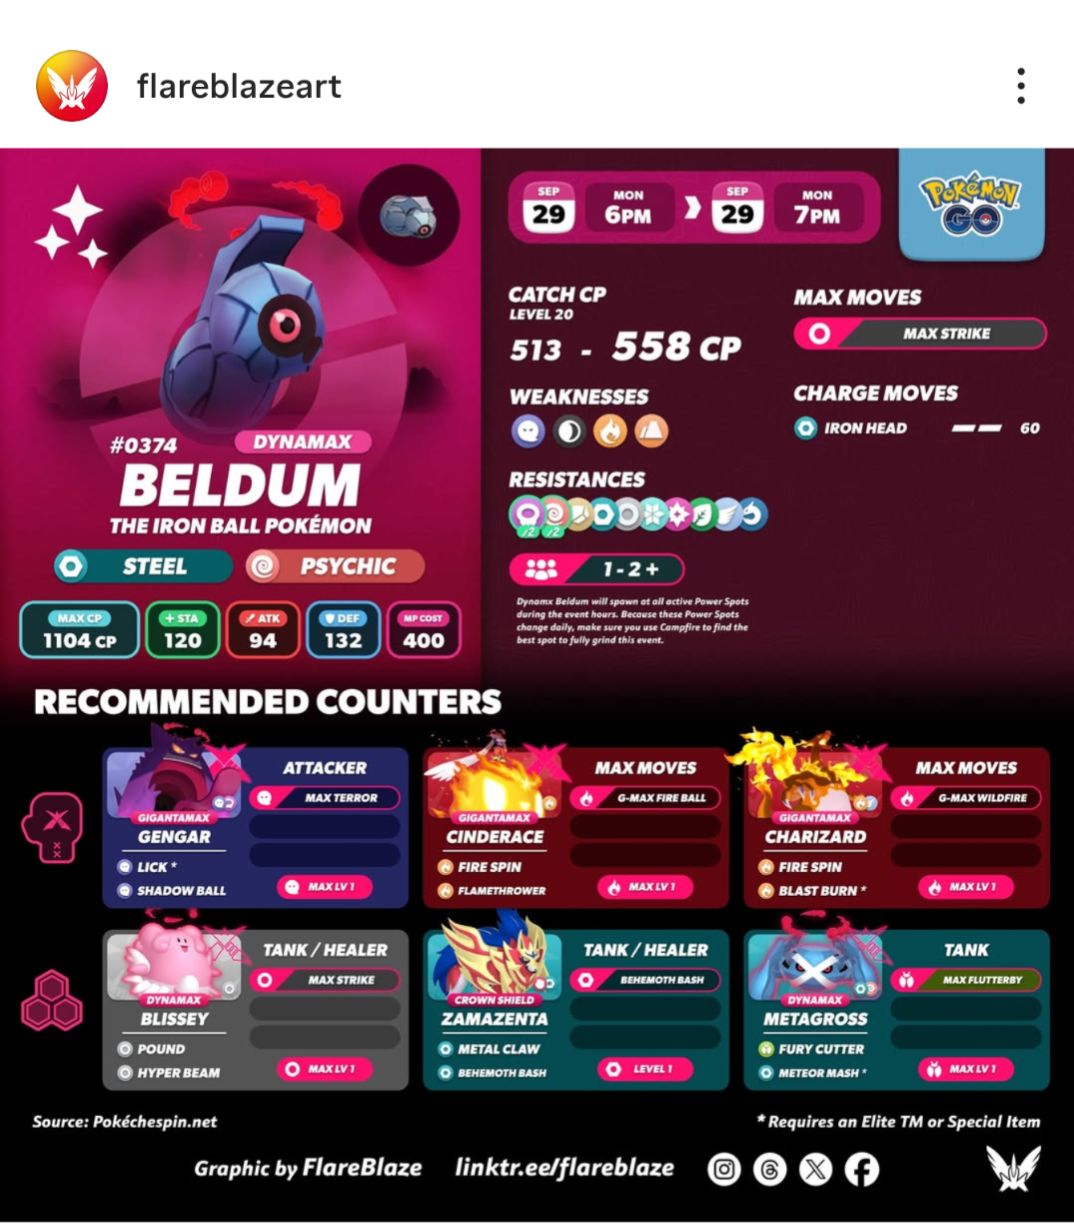 flareblazeart
SEP
29
MON
6PM
SEP
29
MON
7PM
POKéMON
GO
CATCH CP
LEVEL 20
513 - 558 CP
MAX MOVES
MAX STRIKE
WEAKNESSES
CHARGE MOVES
IRON HEAD 60
#0374
DYNAMAX
BELDUM
THE IRON BALL POKÉMON
STEEL
PSYCHIC
RESISTANCES
/2 /2
1-2+
Dynamx Beldum will spawn at all active Power Spots
during the event hours. Because these Power Spots
change daily, make sure you use Campfire to find the
best spot to fully grind this event.
MAX CP
1104 CP
+ STA
120
ATK
94
DEF
132
MP COST
400
RECOMMENDED COUNTERS
GIGANTAMAX
GENGAR
LICK *
SHADOW BALL
ATTACKER
MAX TERROR
MAX LV 1
GIGANTAMAX
CINDERACE
FIRE SPIN
FLAMETHROWER
MAX MOVES
G-MAX FIRE BALL
MAX LV 1
GIGANTAMAX
CHARIZARD
FIRE SPIN
BLAST BURN *
MAX MOVES
G-MAX WILDFIRE
MAX LV 1
DYNAMAX
BLISSEY
POUND
HYPER BEAM
TANK / HEALER
MAX STRIKE
MAX LV 1
CROWN SHIELD
ZAMAZENTA
METAL CLAW
BEHEMOTH BASH
TANK / HEALER
BEHEMOTH BASH
LEVEL 1
DYNAMAX
METAGROSS
FURY CUTTER
METEOR MASH *
TANK
MAX FLUTTERBY
MAX LV 1
Source: Pokéchespin.net
* Requires an Elite TM or Special Item
Graphic by FlareBlaze
linktr.ee/flareblaze